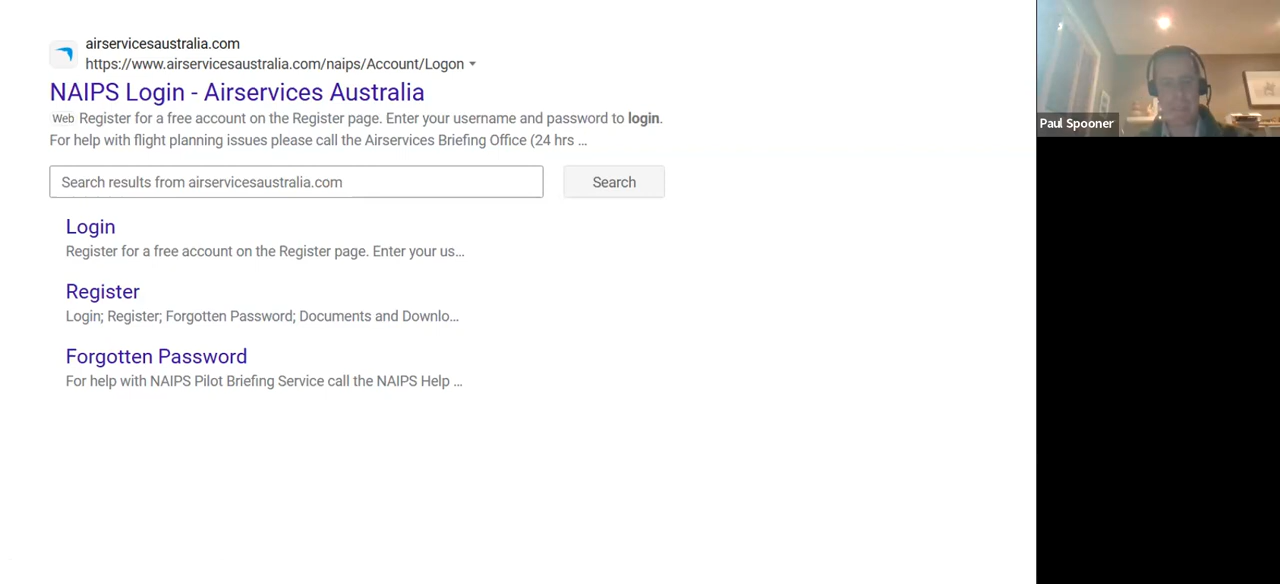 airservicesaustralia.com
https://www.airservicesaustralia.com/naips/Account/Logon
NAIPS Login - Airservices Australia
Web Register for a free account on the Register page. Enter your username and password to login.
For help with flight planning issues please call the Airservices Briefing Office (24 hrs ...
Search results from airservicesaustralia.com
Search
Login
Register for a free account on the Register page. Enter your us...
Register
Login; Register; Forgotten Password; Documents and Downlo...
Forgotten Password
For help with NAIPS Pilot Briefing Service call the NAIPS Help ...
Paul Spooner